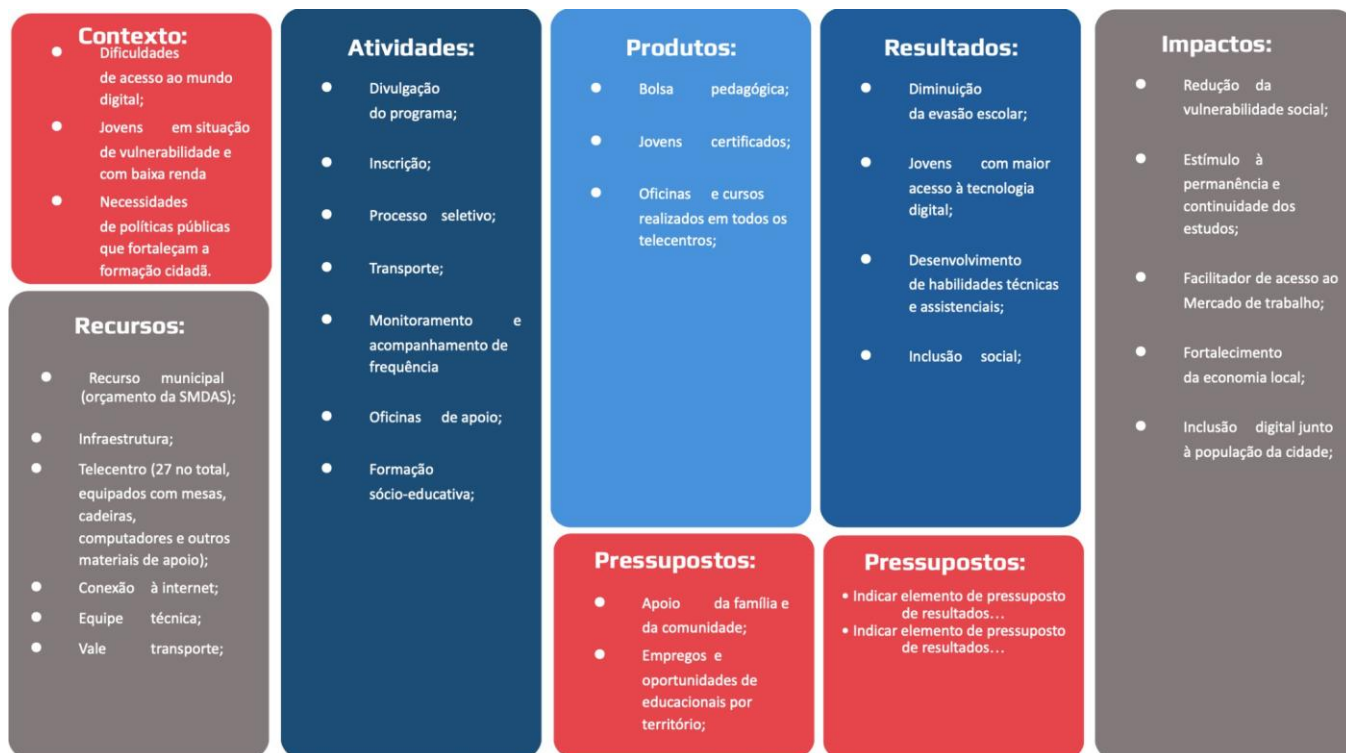 Contexto:
• Dificuldades
de acesso ao mundo
digital;
• Jovens em situação
de vulnerabilidade e
com baixa renda
• Necessidades
de políticas públicas
que fortaleçam a
formação cidadã.
Recursos:
• Recurso municipal
(orçamento da SMDAS);
• Infraestrutura;
• Telecentro (27 no total,
equipados com mesas,
cadeiras,
computadores e outros
materiais de apoio);
• Conexão à internet;
• Equipe técnica;
• Vale transporte;
Atividades:
• Divulgação
do programa;
• Inscrição;
• Processo seletivo;
• Transporte;
• Monitoramento e
acompanhamento de
frequência
• Oficinas de apoio;
• Formação
sócio-educativa;
Produtos:
• Bolsa pedagógica;
• Jovens certificados;
• Oficinas e cursos
realizados em todos os
telecentros;
Pressupostos:
• Apoio da família e
da comunidade;
• Empregos e
oportunidades de
educacionais por
território;
Resultados:
• Diminuição
da evasão escolar;
• Jovens com maior
acesso à tecnologia
digital;
• Desenvolvimento
de habilidades técnicas
e assistenciais;
• Inclusão social;
Pressupostos:
• Indicar elemento de pressuposto
de resultados…
• Indicar elemento de pressuposto
de resultados…
Impactos:
• Redução da
vulnerabilidade social;
• Estímulo à
permanência e
continuidade dos
estudos;
• Facilitador de acesso ao
Mercado de trabalho;
• Fortalecimento
da economia local;
• Inclusão digital junto
à população da cidade;